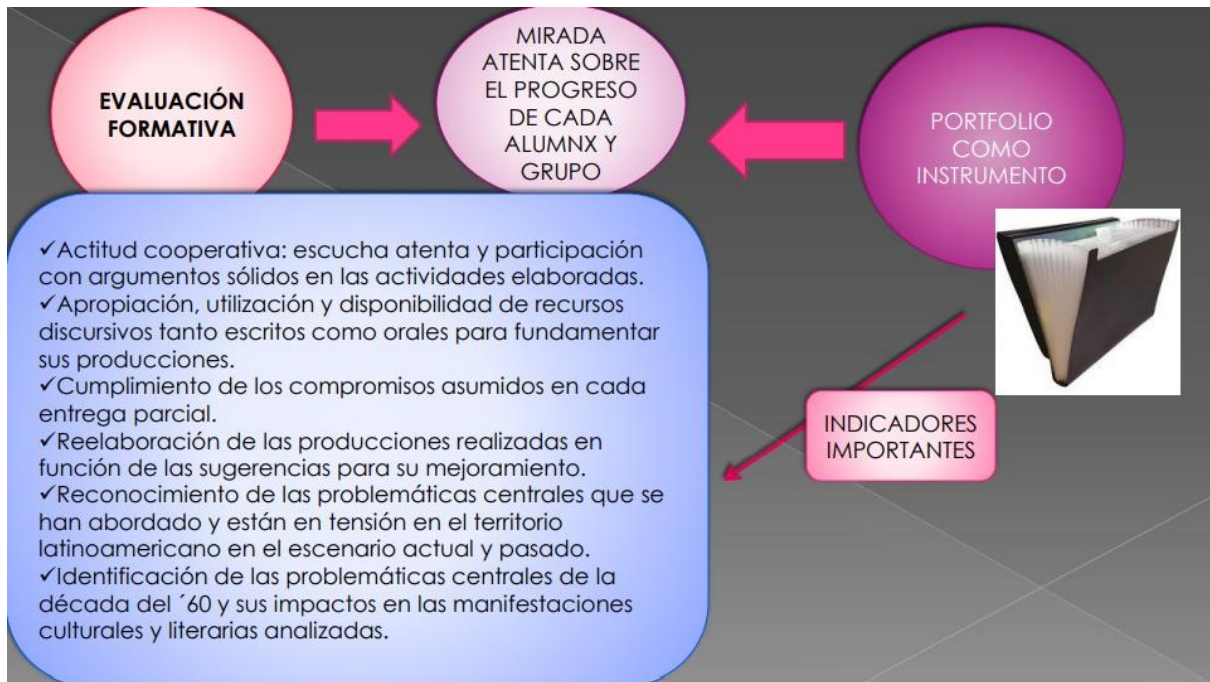 EVALUACIÓN
FORMATIVA
MIRADA
ATENTA SOBRE
EL PROGRESO
DE CADA
ALUMNX Y
GRUPO
PORTFOLIO
COMO
INSTRUMENTO
✓Actitud cooperativa: escucha atenta y participación
con argumentos sólidos en las actividades elaboradas.
✓Apropiación, utilización y disponibilidad de recursos
discursivos tanto escritos como orales para fundamentar
sus producciones.
✓Cumplimiento de los compromisos asumidos en cada
entrega parcial.
✓Reelaboración de las producciones realizadas en
función de las sugerencias para su mejoramiento.
✓Reconocimiento de las problemáticas centrales que se
han abordado y están en tensión en el territorio
latinoamericano en el escenario actual y pasado.
✓Identificación de las problemáticas centrales de la
década del ´60 y sus impactos en las manifestaciones
culturales y literarias analizadas.
INDICADORES
IMPORTANTES